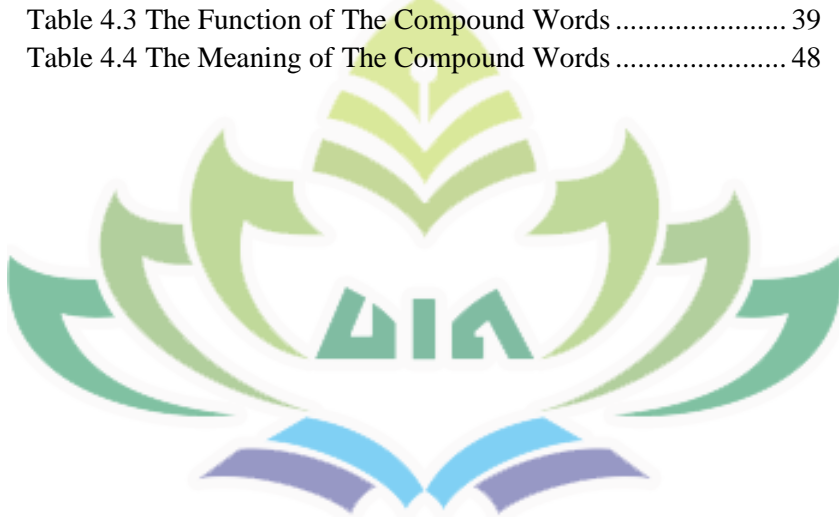 Table 4.3 The Function of The Compound Words ....................... 39
Table 4.4 The Meaning of The Compound Words ....................... 48
UIN